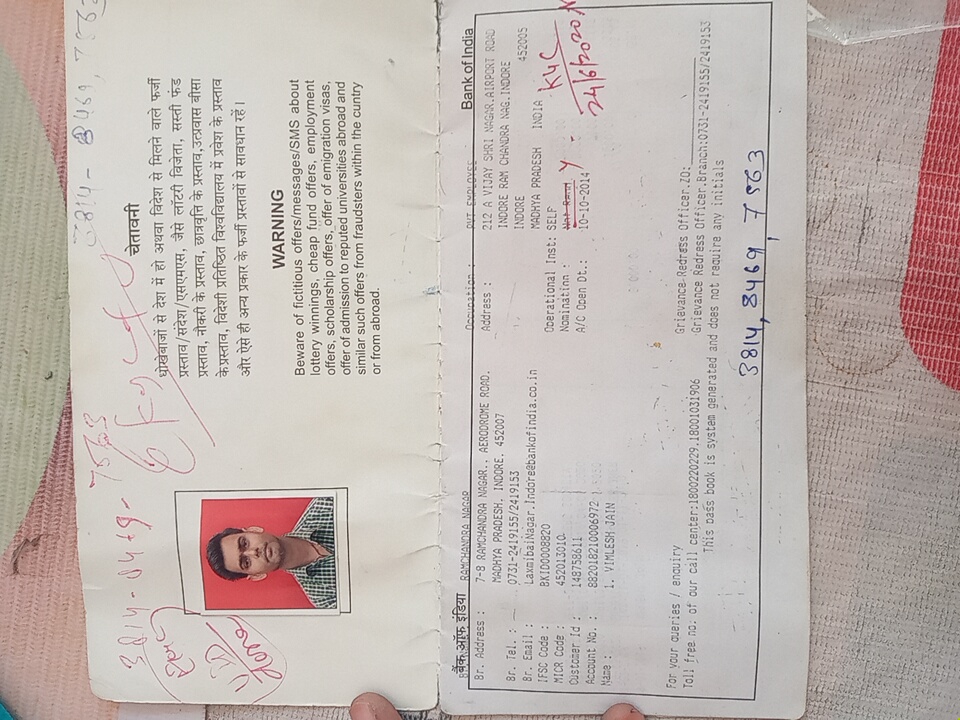 3814-8469-7563
KYC
3814-8469, 7563
चेतावनी
धोखेबाजों से देश में हो अथवा विदेश से मिलने वाले फर्जी
प्रस्ताव/संदेश/एसएमएस, जैसे लॉटरी विजेता, सस्ती फंड
प्रस्ताव, नौकरी के प्रस्ताव, छात्रवृत्ति के प्रस्ताव,उत्प्रवास वीसा
के प्रस्ताव, विदेशी प्रतिष्ठित विश्वविद्यालय में प्रवेश के प्रस्ताव
और ऐसे ही अन्य प्रकार के फर्जी प्रस्तावों से सावधान रहें।
WARNING
Beware of fictitious offers/messages/SMS about
lottery winnings, cheap fund offers, employment
offers, scholarship offers, offer of emigration visas,
offer of admission to reputed universities abroad and
similar such offers from fraudsters within the cuntry
or from abroad.
बैंक ऑफ इंडिया RAMCHANDRA NAGAR Occupation : PVT EMPLOYEE Bank of India
Br. Address : 7-8 RAMCHANDRA NAGAR., AERODROME ROAD. Address : 212 A VIJAY SHRI NAGAR.AIRPORT ROAD
MADHYA PRADESH. INDORE. 452007 INDORE RAM CHANDRA NAG.INDORE
Br. Tel. : 0731-2419155/2419153 INDORE 452005
Br. Email : LaxmibaiNagar.Indore@bankofindia.co.in MADHYA PRADESH INDIA
IFSC Code : BKID0008820 Operational Inst: SELF
MICR Code : 452013010 Nomination : Y
Customer Id : 148758611 A/C Open Dt.: 10-10-2014
Account No. : 882018210006972
Name : 1. VIMLESH JAIN
KYC
24/6/2020
For your queries / enquiry Grievance.Redress Officer.ZO:
Toll free no. of our call center:1800220229.18001031906 Grievance Redress Officer.Branch:0731-2419155/2419153
This pass book is system generated and does not require any initials
3814, 8469, 7563